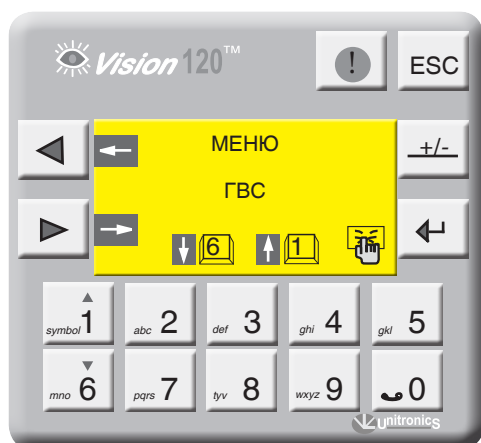 Vision 120™
!
ESC
МЕНЮ
+/-
ГВС
6 1
symbol 1
abc 2
def 3
ghi 4
gkl 5
mno 6
pqrs 7
tyv 8
wxyz 9
0
Unitronics